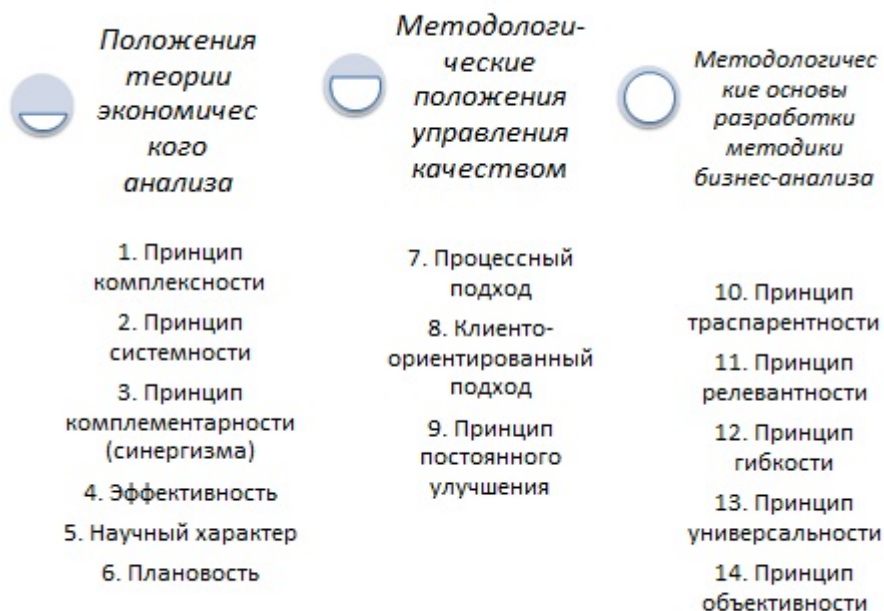 Положения
теории
экономичес
кого
анализа
1. Принцип
комплексности
2. Принцип
системности
3. Принцип
комплементарности
(синергизма)
4. Эффективность
5. Научный характер
6. Плановость
Методологи-
ческие
положения
управления
качеством
7. Процессный
подход
8. Клиенто-
ориентированный
подход
9. Принцип
постоянного
улучшения
Методологичес
кие основы
разработки
методики
бизнес-анализа
10. Принцип
траспарентности
11. Принцип
релевантности
12. Принцип
гибкости
13. Принцип
универсальности
14. Принцип
объективности